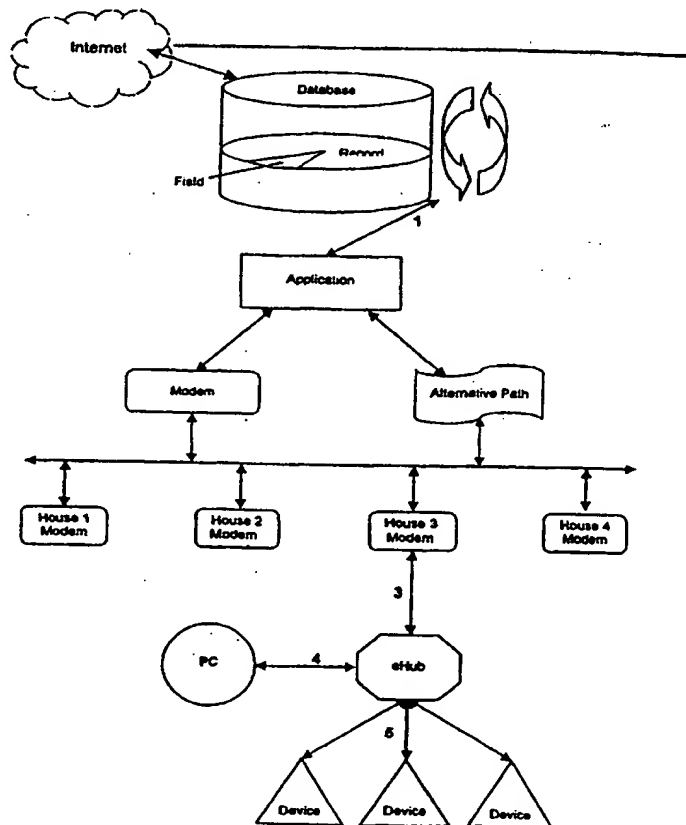 Internet
Database
Record
Field
1
Application
Modem
Alternative Path
House 1
Modem
House 2
Modem
House 3
Modem
House 4
Modem
3
PC
4
eHub
5
Device
Device
Device